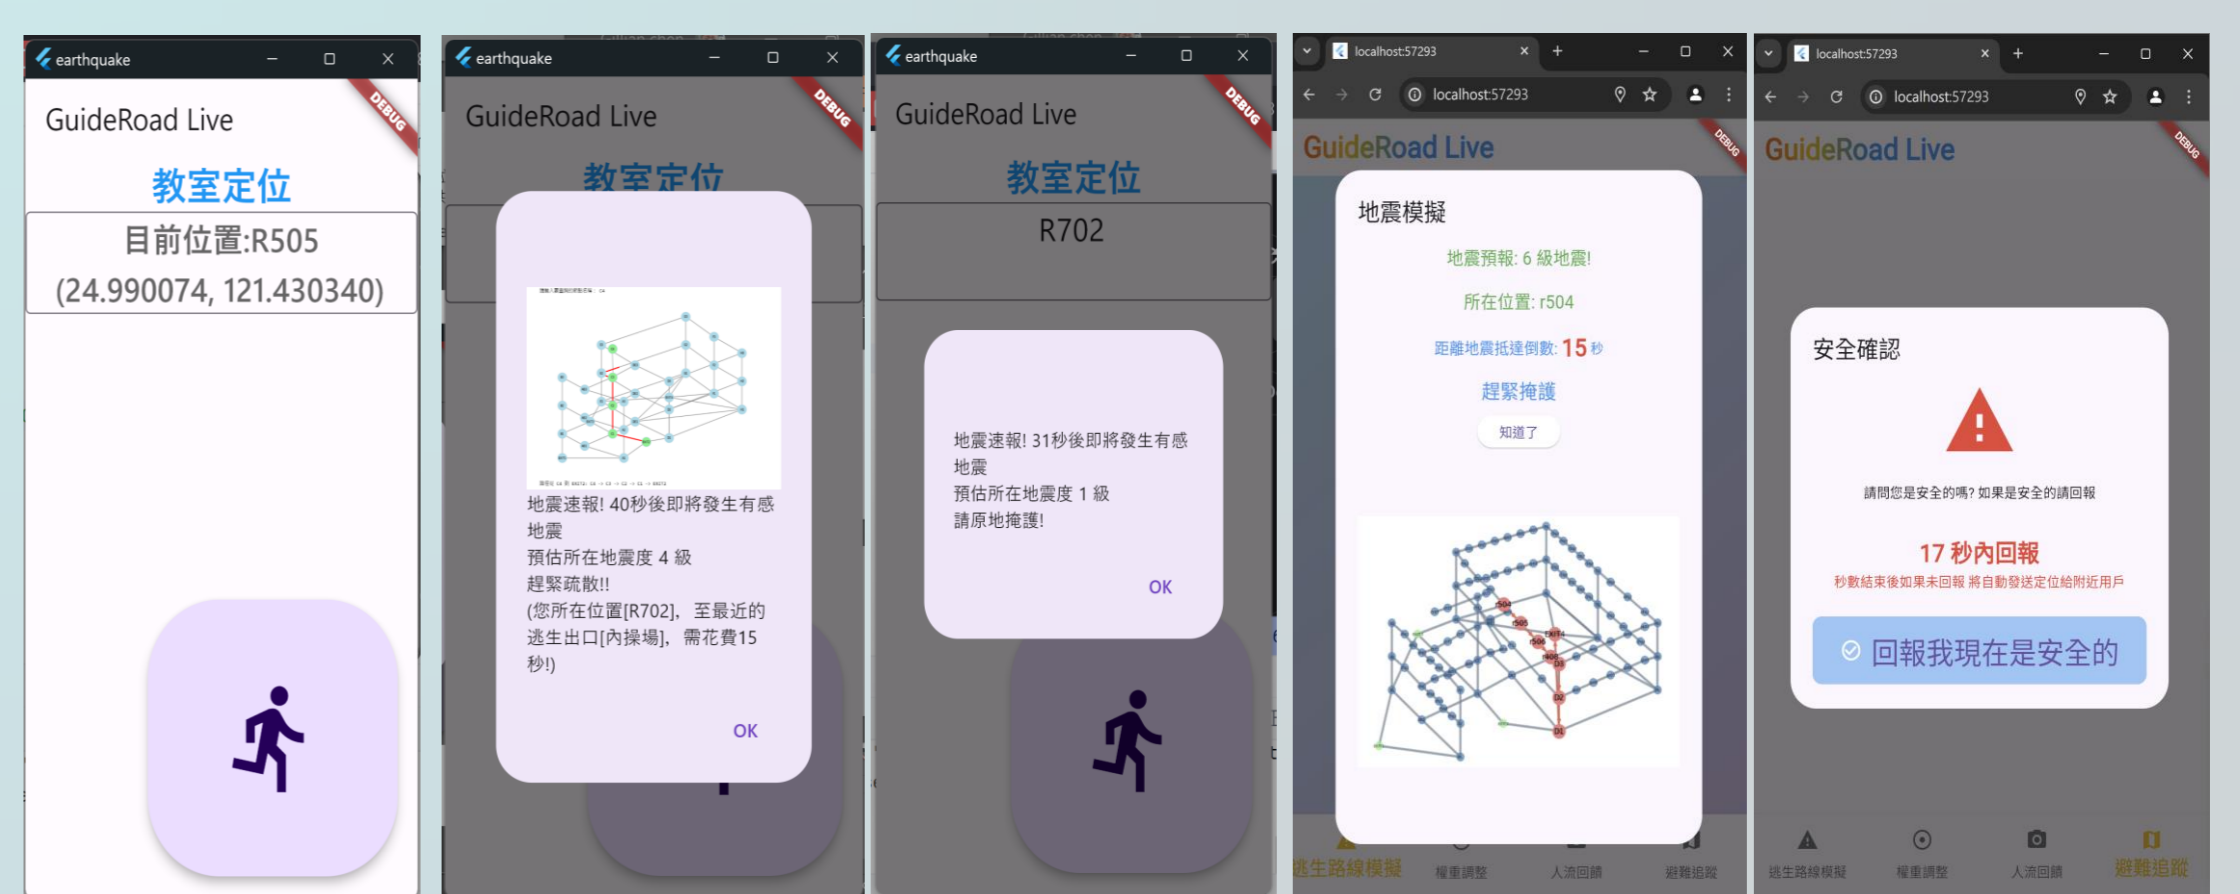 earthquake
GuideRoad Live
DEBUG
教室定位
目前位置:R505
(24.990074, 121.430340)
earthquake
GuideRoad Live
DEBUG
教室定位
地震速報! 40秒後即將發生有感
地震
預估所在地震度 4 級
趕緊疏散!!
(您所在位置[R702], 至最近的
逃生出口[內操場], 需花費15
秒!)
OK
earthquake
GuideRoad Live
DEBUG
教室定位
R702
地震速報! 31秒後即將發生有感
地震
預估所在地震度 1 級
請原地掩護!
OK
localhost:57293
localhost:57293
GuideRoad Live
DEBUG
地震模擬
地震預報: 6 級地震!
所在位置: r504
距離地震抵達倒數: 15 秒
趕緊掩護
知道了
r504
r505
r506
EXIT4
D3
D2
D1
逃生路線模擬
權重調整
人流回饋
避難追蹤
localhost:57293
localhost:57293
GuideRoad Live
DEBUG
安全確認
請問您是安全的嗎? 如果是安全的請回報
17 秒內回報
秒數結束後如果未回報 將自動發送定位給附近用戶
回報我現在是安全的
逃生路線模擬
權重調整
人流回饋
避難追蹤